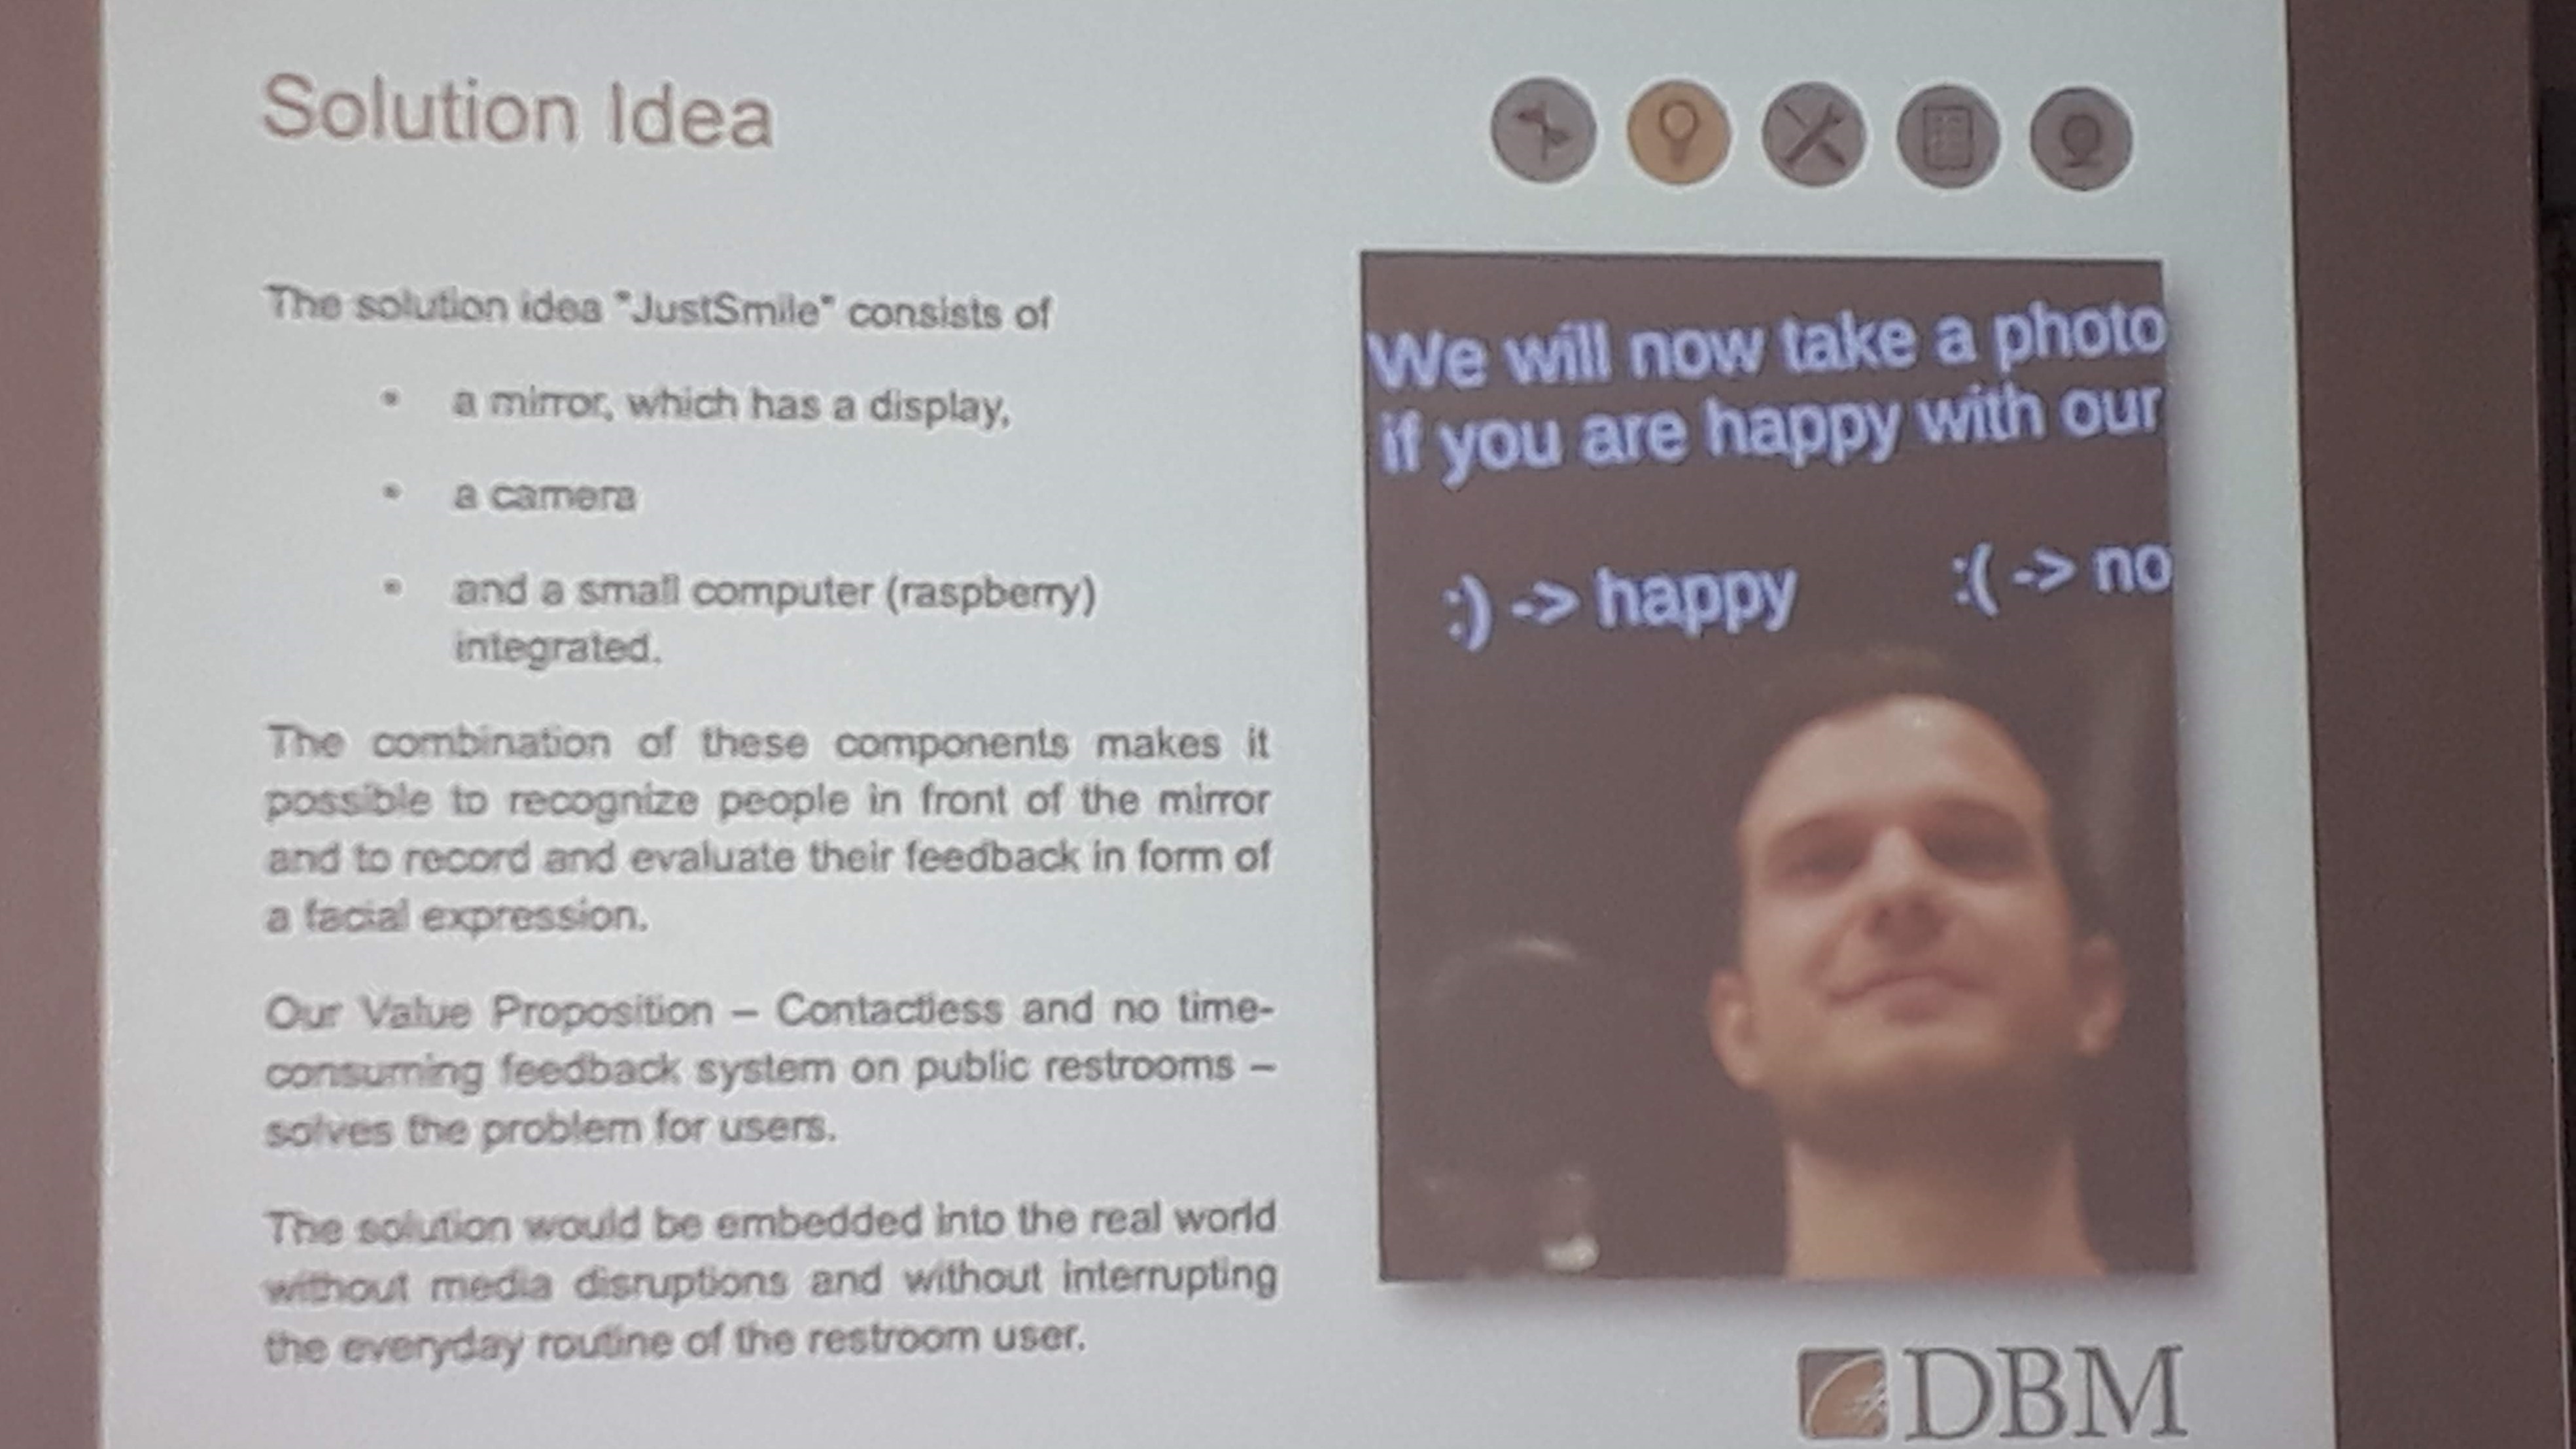 Solution Idea
The solution idea "JustSmile" consists of
• a mirror, which has a display,
• a camera
• and a small computer (raspberry)
integrated.
The combination of these components makes it
possible to recognize people in front of the mirror
and to record and evaluate their feedback in form of
a facial expression.
Our Value Proposition – Contactless and no time-
consuming feedback system on public restrooms –
solves the problem for users.
The solution would be embedded into the real world
without media disruptions and without interrupting
the everyday routine of the restroom user.
We will now take a photo
if you are happy with our
:) -> happy :( -> no
DBM